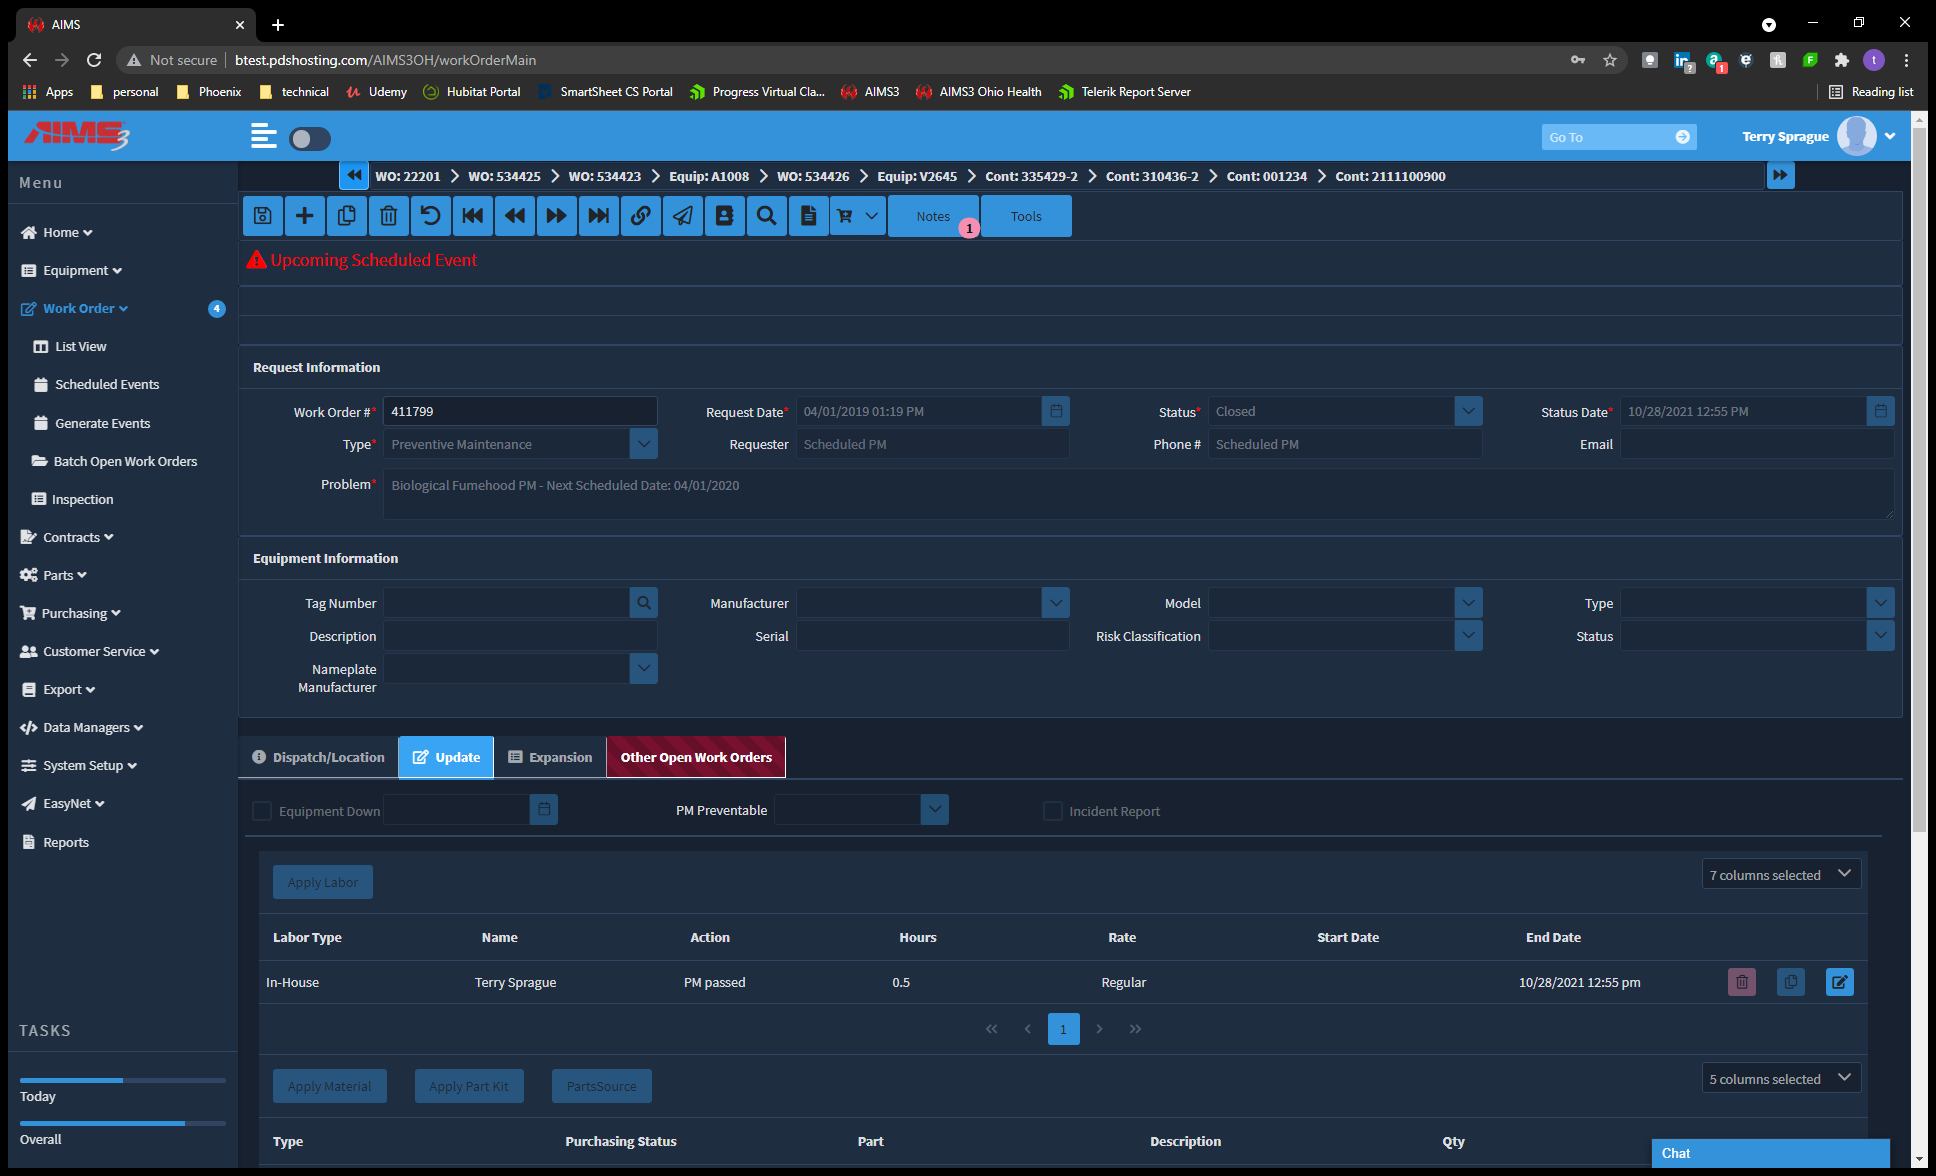 AIMS
Not secure
btest.pdshosting.com/AIMS3OH/workOrderMain
Apps
personal
Phoenix
technical
Udemy
Hubitat Portal
SmartSheet CS Portal
Progress Virtual Cla...
AIMS3
AIMS3 Ohio Health
Telerik Report Server
Reading list
AIMS3
Go To
Terry Sprague
Menu
WO: 22201 > WO: 534425 > WO: 534423 > Equip: A1008 > WO: 534426 > Equip: V2645 > Cont: 335429-2 > Cont: 310436-2 > Cont: 001234 > Cont: 2111100900
Notes
1
Tools
Upcoming Scheduled Event
Home
Equipment
Work Order
4
List View
Scheduled Events
Generate Events
Batch Open Work Orders
Inspection
Contracts
Parts
Purchasing
Customer Service
Export
Data Managers
System Setup
EasyNet
Reports
TASKS
Today
Overall
Request Information
Work Order #* 411799
Request Date* 04/01/2019 01:19 PM
Status* Closed
Status Date* 10/28/2021 12:55 PM
Type* Preventive Maintenance
Requester Scheduled PM
Phone # Scheduled PM
Email
Problem* Biological Fumehood PM - Next Scheduled Date: 04/01/2020
Equipment Information
Tag Number
Manufacturer
Model
Type
Description
Serial
Risk Classification
Status
Nameplate
Manufacturer
Dispatch/Location
Update
Expansion
Other Open Work Orders
Equipment Down
PM Preventable
Incident Report
Apply Labor
7 columns selected
Labor Type Name Action Hours Rate Start Date End Date
In-House Terry Sprague PM passed 0.5 Regular 10/28/2021 12:55 pm
« ‹ 1 › »
Apply Material
Apply Part Kit
PartsSource
5 columns selected
Type Purchasing Status Part Description Qty
Chat